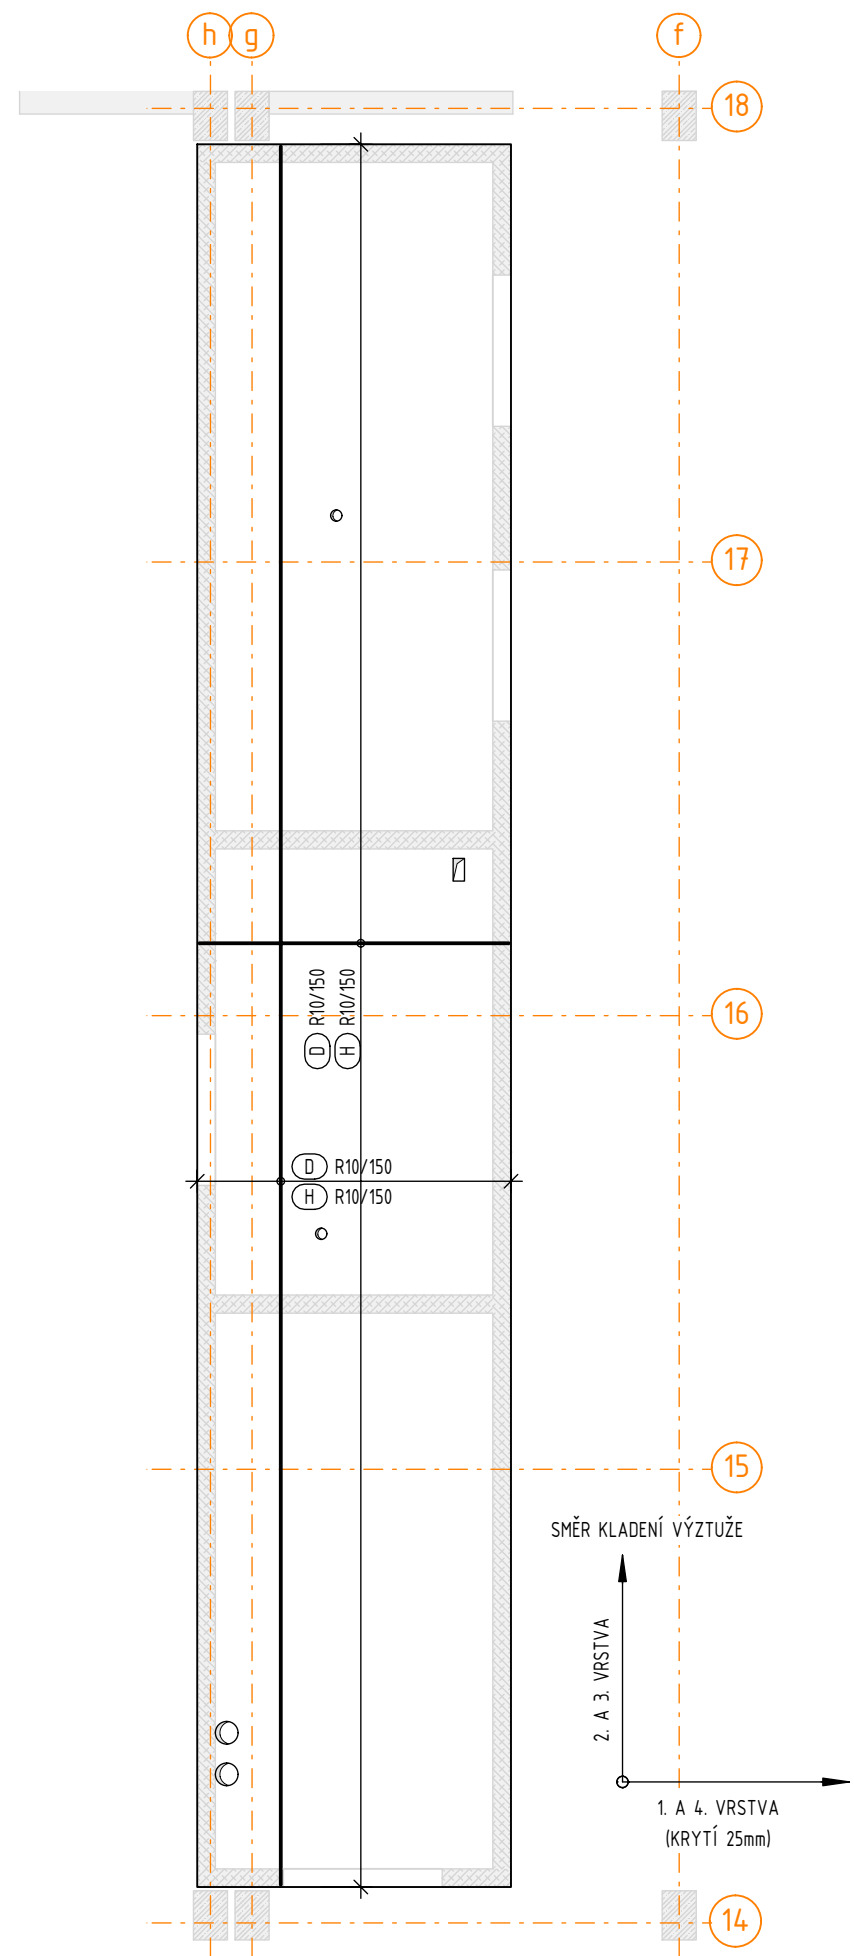 h g f
18
17
D R10/150
H R10/150
16
D R10/150
H R10/150
15
SMĚR KLADENÍ VÝZTUŽE
2. A 3. VRSTVA
1. A 4. VRSTVA
(KRYTÍ 25mm)
14